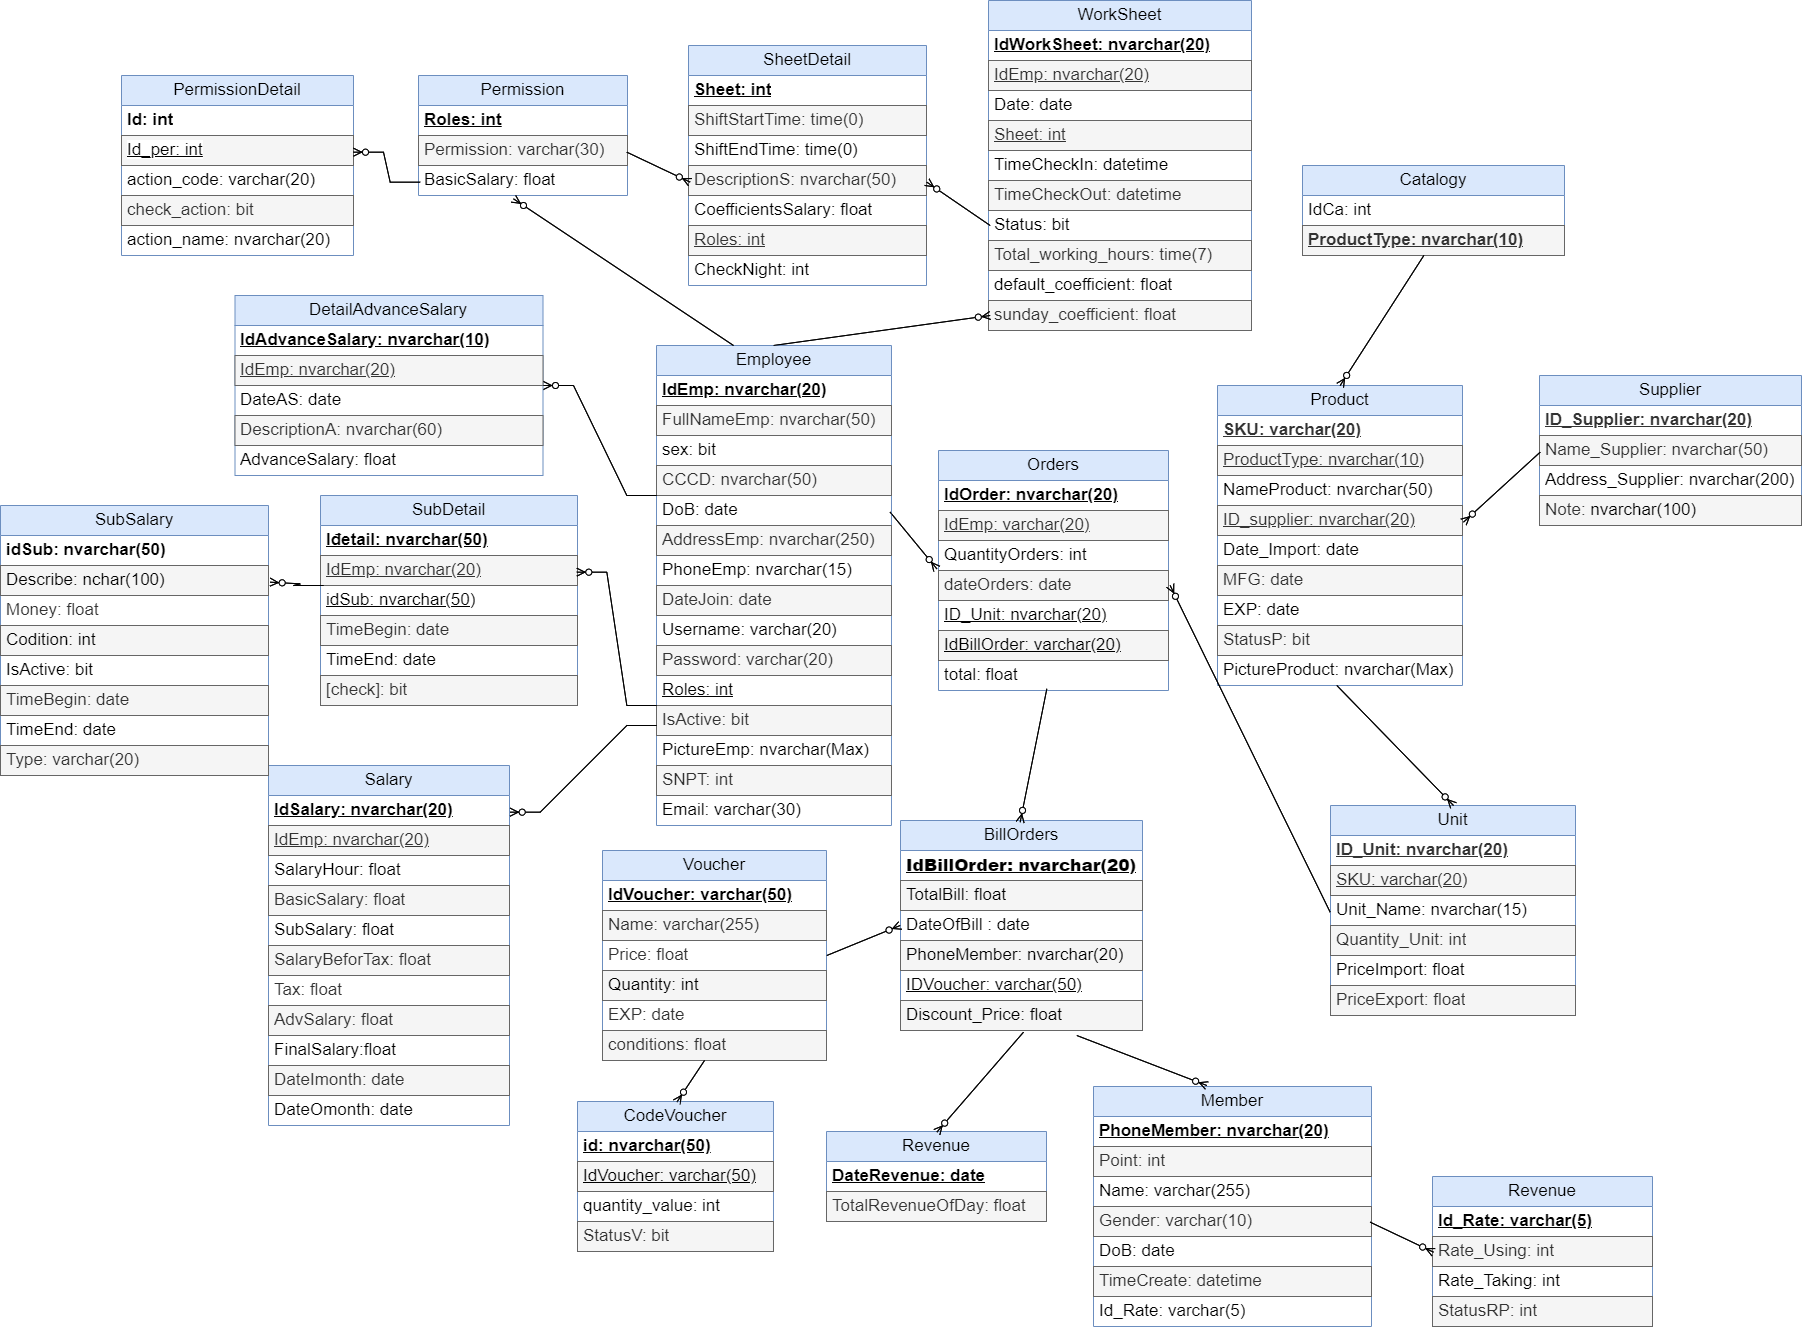 WorkSheet
IdWorkSheet: nvarchar(20)
IdEmp: nvarchar(20)
Date: date
Sheet: int
TimeCheckIn: datetime
TimeCheckOut: datetime
Status: bit
Total_working_hours: time(7)
default_coefficient: float
sunday_coefficient: float
SheetDetail
Sheet: int
ShiftStartTime: time(0)
ShiftEndTime: time(0)
DescriptionS: nvarchar(50)
CoefficientsSalary: float
Roles: int
CheckNight: int
PermissionDetail
Id: int
Id_per: int
action_code: varchar(20)
check_action: bit
action_name: nvarchar(20)
Permission
Roles: int
Permission: varchar(30)
BasicSalary: float
Catalogy
IdCa: int
ProductType: nvarchar(10)
DetailAdvanceSalary
IdAdvanceSalary: nvarchar(10)
IdEmp: nvarchar(20)
DateAS: date
DescriptionA: nvarchar(60)
AdvanceSalary: float
Employee
IdEmp: nvarchar(20)
FullNameEmp: nvarchar(50)
sex: bit
CCCD: nvarchar(50)
DoB: date
AddressEmp: nvarchar(250)
PhoneEmp: nvarchar(15)
DateJoin: date
Username: varchar(20)
Password: varchar(20)
Roles: int
IsActive: bit
PictureEmp: nvarchar(Max)
SNPT: int
Email: varchar(30)
Product
SKU: varchar(20)
ProductType: nvarchar(10)
NameProduct: nvarchar(50)
ID_supplier: nvarchar(20)
Date_Import: date
MFG: date
EXP: date
StatusP: bit
PictureProduct: nvarchar(Max)
Supplier
ID_Supplier: nvarchar(20)
Name_Supplier: nvarchar(50)
Address_Supplier: nvarchar(200)
Note: nvarchar(100)
Orders
IdOrder: nvarchar(20)
IdEmp: varchar(20)
QuantityOrders: int
dateOrders: date
ID_Unit: nvarchar(20)
IdBillOrder: varchar(20)
total: float
SubSalary
idSub: nvarchar(50)
Describe: nchar(100)
Money: float
Codition: int
IsActive: bit
TimeBegin: date
TimeEnd: date
Type: varchar(20)
SubDetail
Idetail: nvarchar(50)
IdEmp: nvarchar(20)
idSub: nvarchar(50)
TimeBegin: date
TimeEnd: date
[check]: bit
Salary
IdSalary: nvarchar(20)
IdEmp: nvarchar(20)
SalaryHour: float
BasicSalary: float
SubSalary: float
SalaryBeforTax: float
Tax: float
AdvSalary: float
FinalSalary:float
DateImonth: date
DateOmonth: date
Unit
ID_Unit: nvarchar(20)
SKU: varchar(20)
Unit_Name: nvarchar(15)
Quantity_Unit: int
PriceImport: float
PriceExport: float
BillOrders
IdBillOrder: nvarchar(20)
TotalBill: float
DateOfBill : date
PhoneMember: nvarchar(20)
IDVoucher: varchar(50)
Discount_Price: float
Voucher
IdVoucher: varchar(50)
Name: varchar(255)
Price: float
Quantity: int
EXP: date
conditions: float
CodeVoucher
id: nvarchar(50)
IdVoucher: varchar(50)
quantity_value: int
StatusV: bit
Revenue
DateRevenue: date
TotalRevenueOfDay: float
Member
PhoneMember: nvarchar(20)
Point: int
Name: varchar(255)
Gender: varchar(10)
DoB: date
TimeCreate: datetime
Id_Rate: varchar(5)
Revenue
Id_Rate: varchar(5)
Rate_Using: int
Rate_Taking: int
StatusRP: int